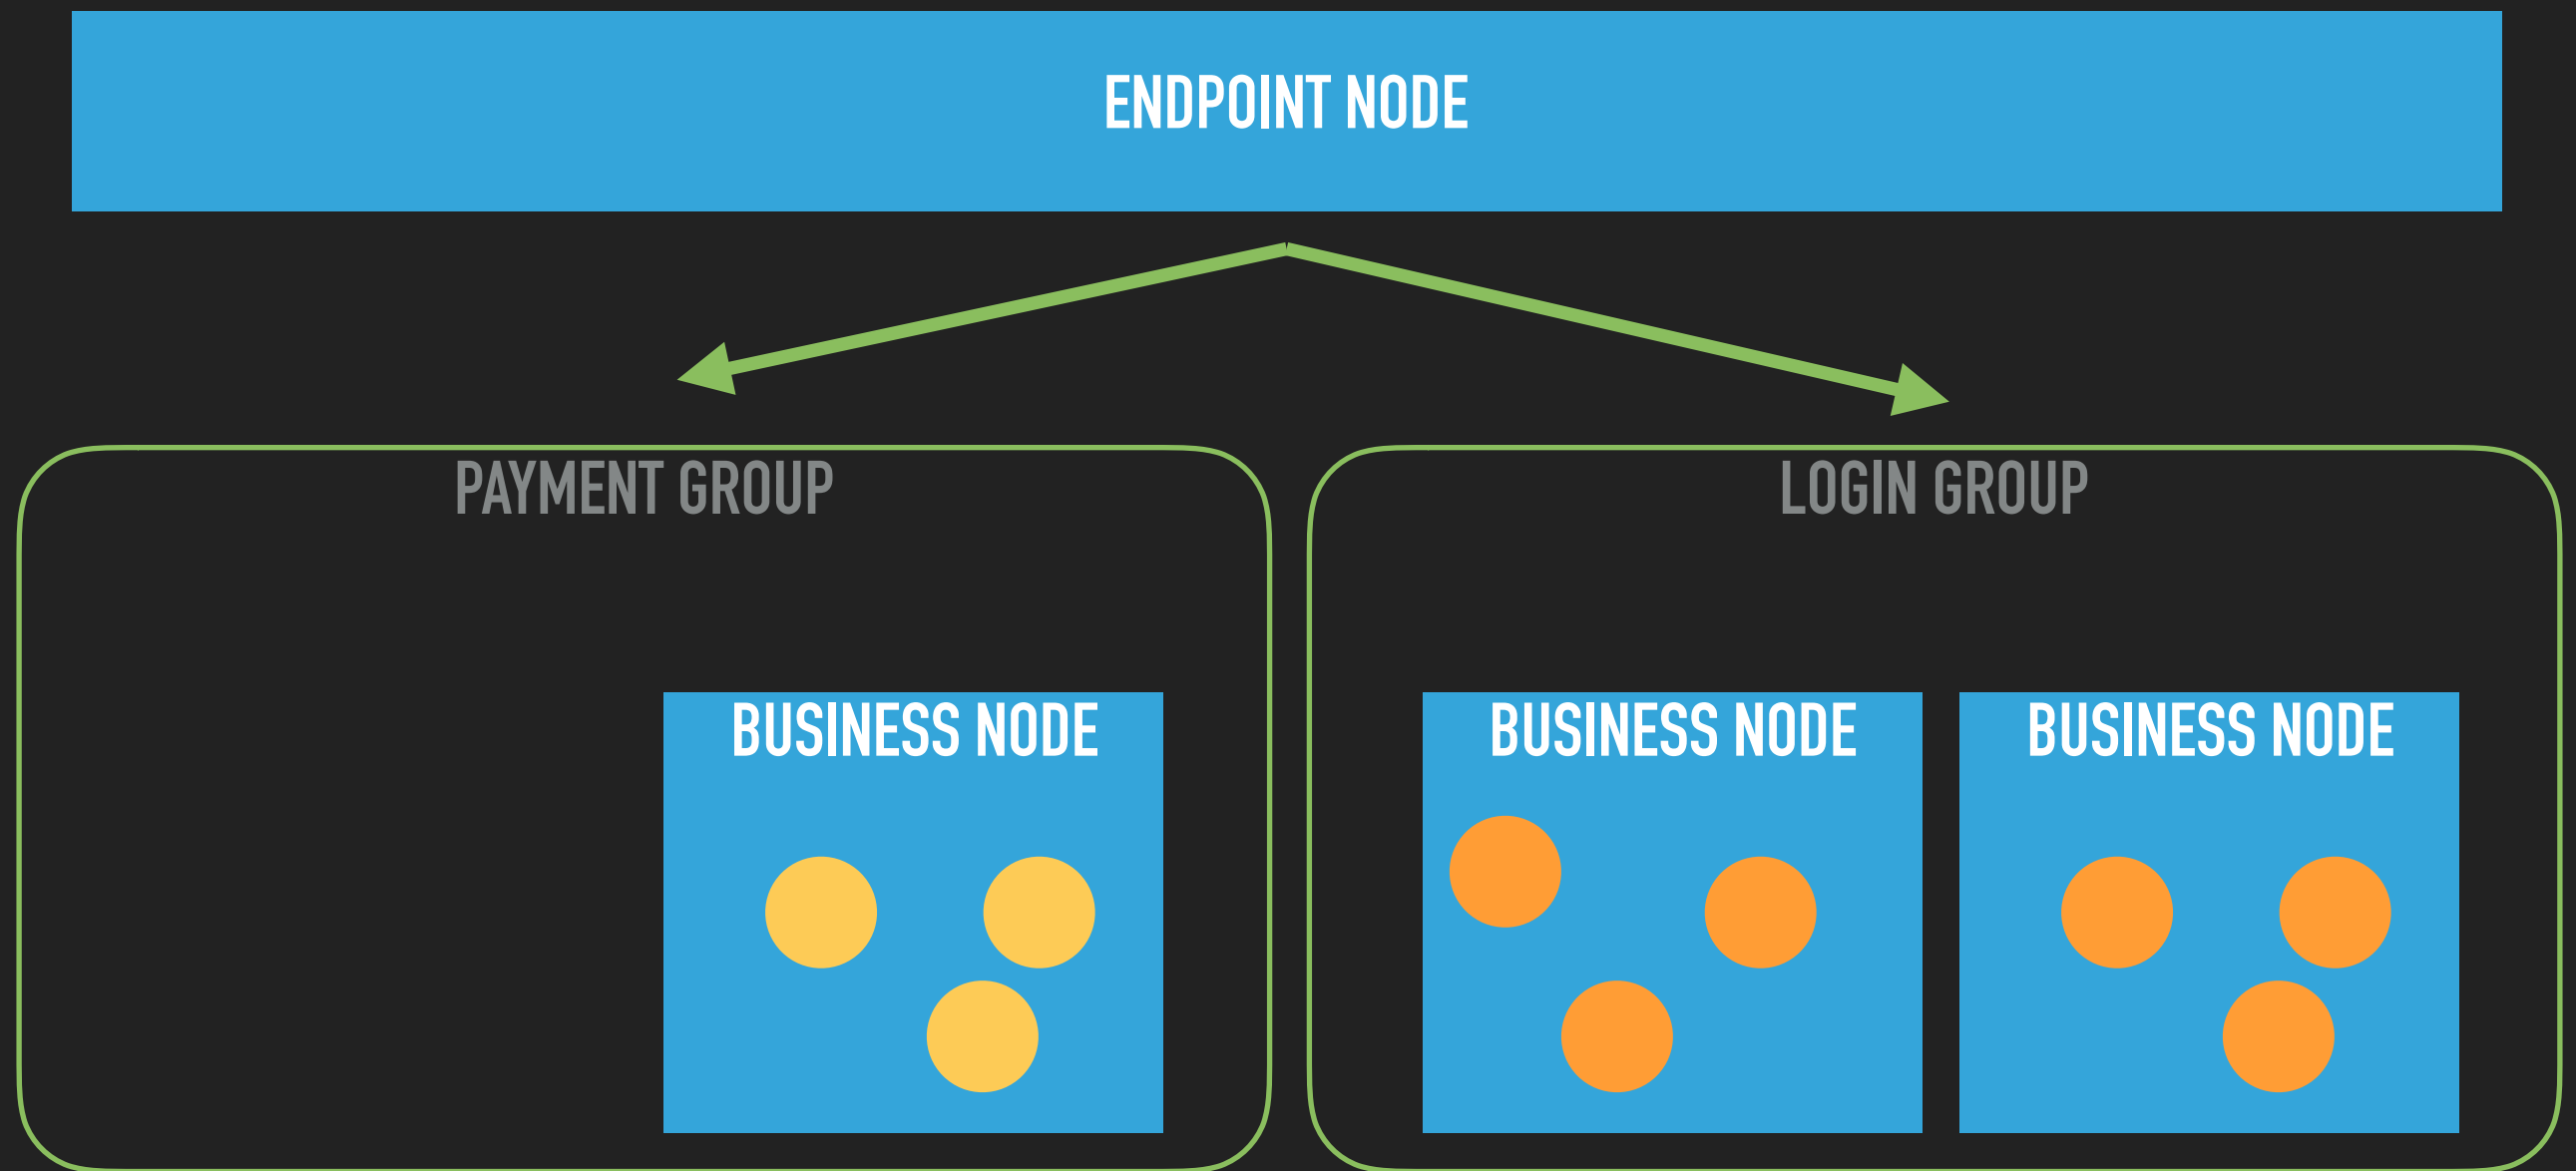 ENDPOINT NODE
PAYMENT GROUP
LOGIN GROUP
BUSINESS NODE
BUSINESS NODE
BUSINESS NODE